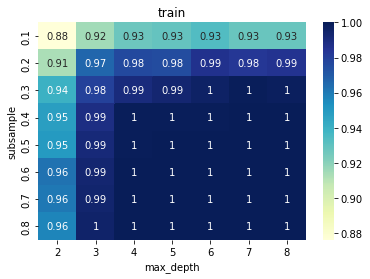 train
0.1 0.88 0.92 0.93 0.93 0.93 0.93 0.93
0.2 0.91 0.97 0.98 0.98 0.99 0.98 0.99
0.3 0.94 0.98 0.99 0.99 1 1 1
0.4 0.95 0.99 1 1 1 1 1
0.5 0.95 0.99 1 1 1 1 1
0.6 0.96 0.99 1 1 1 1 1
0.7 0.96 0.99 1 1 1 1 1
0.8 0.96 1 1 1 1 1 1
subsample
2 3 4 5 6 7 8
max_depth
1.00
0.98
0.96
0.94
0.92
0.90
0.88